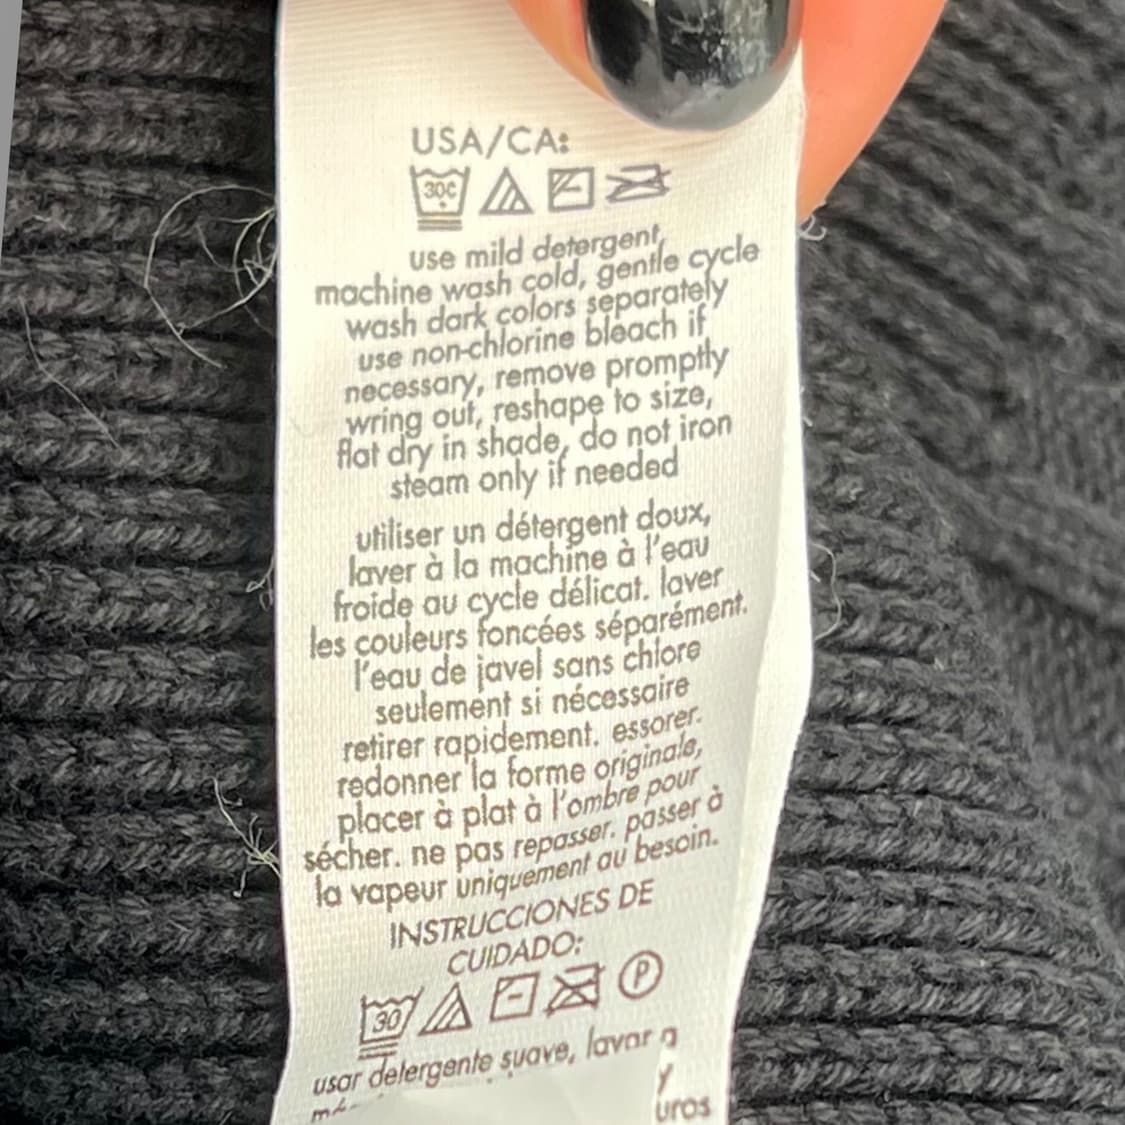 USA/CA:
30c
use mild detergent,
machine wash cold, gentle cycle
wash dark colors separately
use non-chlorine bleach if
necessary, remove promptly
wring out, reshape to size,
flat dry in shade, do not iron
steam only if needed
utiliser un détergent doux,
laver à la machine à l'eau
froide au cycle délicat. laver
les couleurs foncées séparément.
l'eau de javel sans chlore
seulement si nécessaire
retirer rapidement. essorer.
redonner la forme originale,
placer à plat à l'ombre pour
sécher. ne pas repasser. passer à
la vapeur uniquement au besoin.
INSTRUCCIONES DE
CUIDADO:
30 P
usar detergente suave, lavar a
y
uros